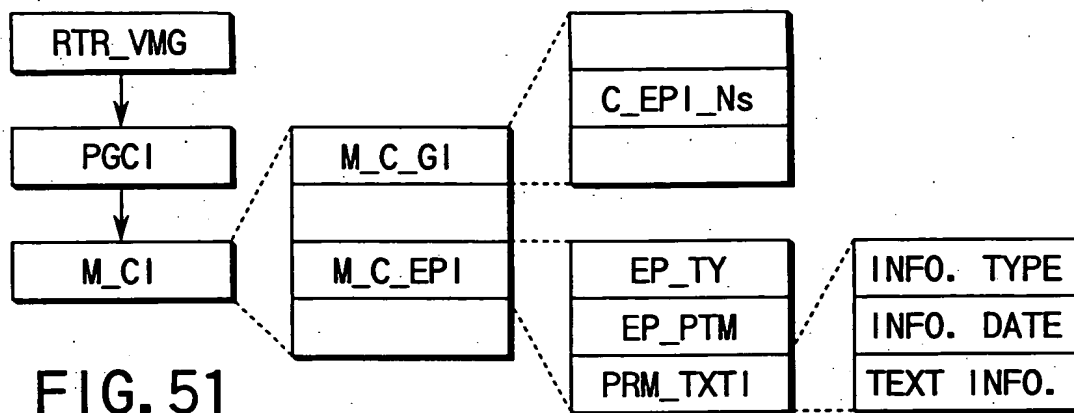 RTR_VMG
PGCI
M_CI
M_C_GI
M_C_EPI
C_EPI_Ns
EP_TY
EP_PTM
PRM_TXTI
INFO. TYPE
INFO. DATE
TEXT INFO.
FIG. 51